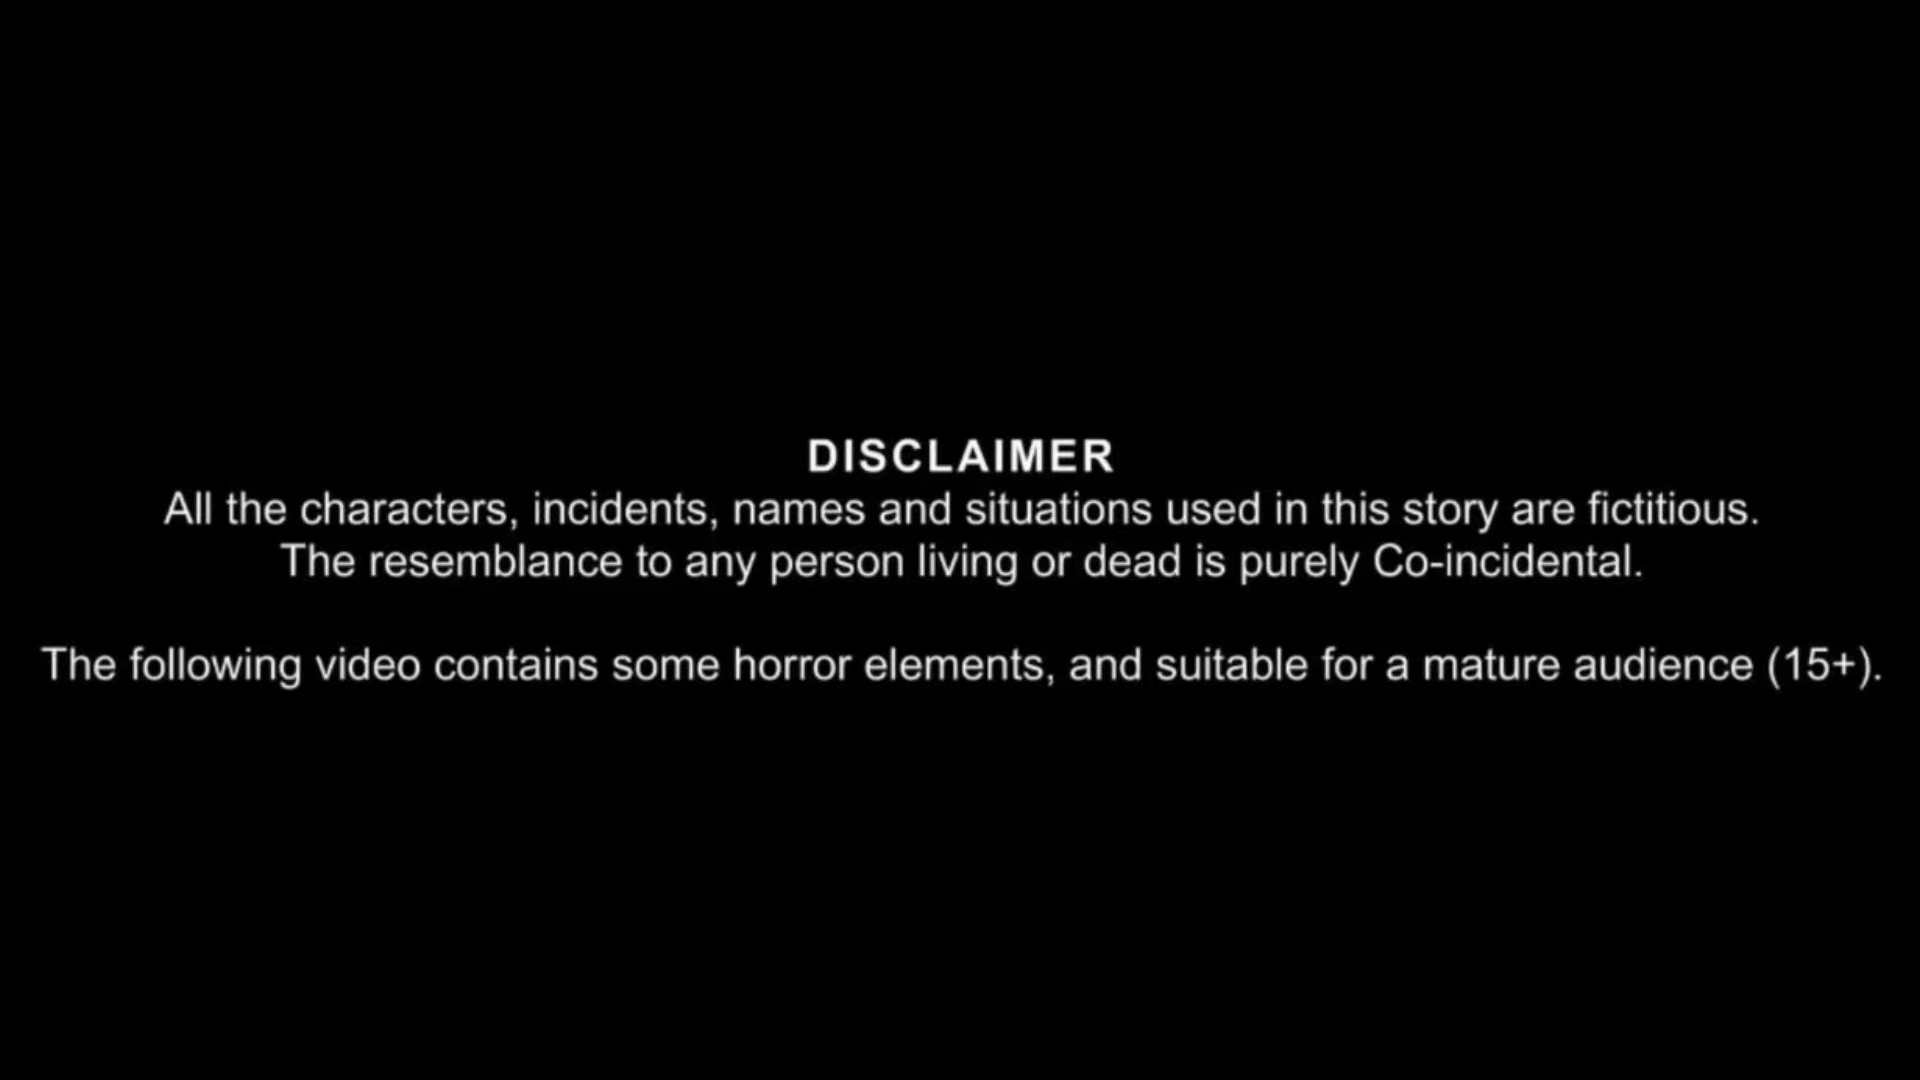 DISCLAIMER
All the characters, incidents, names and situations used in this story are fictitious.
The resemblance to any person living or dead is purely Co-incidental.
The following video contains some horror elements, and suitable for a mature audience (15+).